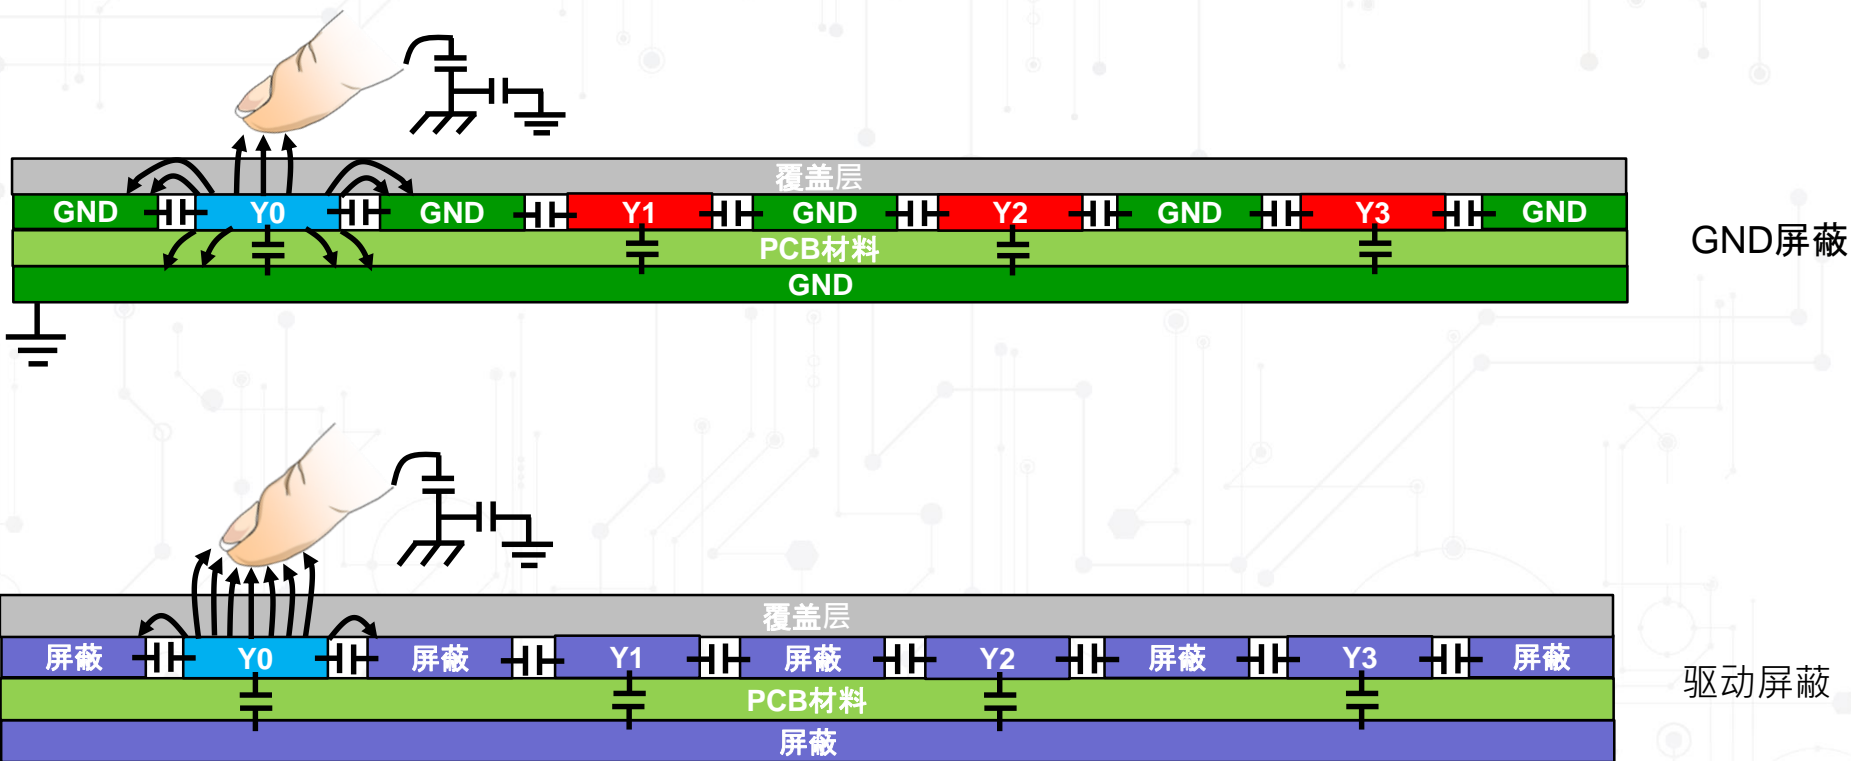 覆盖层
GND Y0 GND Y1 GND Y2 GND Y3 GND
PCB材料
GND
GND屏蔽
覆盖层
屏蔽 Y0 屏蔽 Y1 屏蔽 Y2 屏蔽 Y3 屏蔽
PCB材料
屏蔽
驱动屏蔽